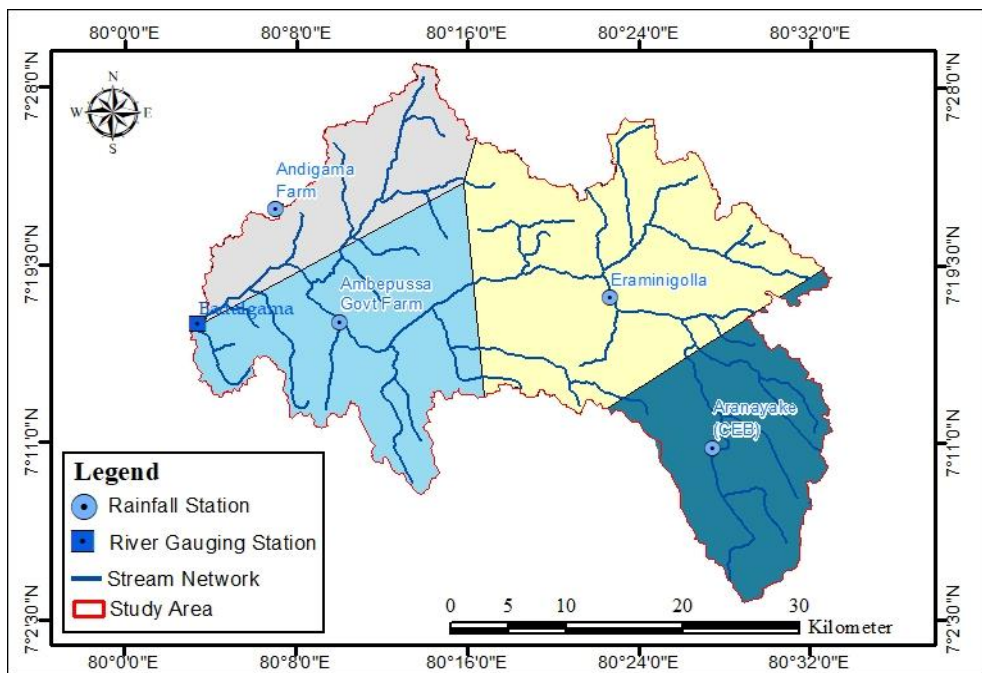 80°0'0"E 80°8'0"E 80°16'0"E 80°24'0"E 80°32'0"E
7°28'0"N
7°28'0"N
N
W E
S
Andigama
Farm
7°19'30"N
7°19'30"N
Ambepussa
Govt Farm
Eraminigolla
Badalgama
Aranayake
(CEB)
7°11'0"N
7°11'0"N
Legend
Rainfall Station
River Gauging Station
Stream Network
Study Area
0 5 10 20 30
Kilometer
7°2'30"N
7°2'30"N
80°0'0"E 80°8'0"E 80°16'0"E 80°24'0"E 80°32'0"E